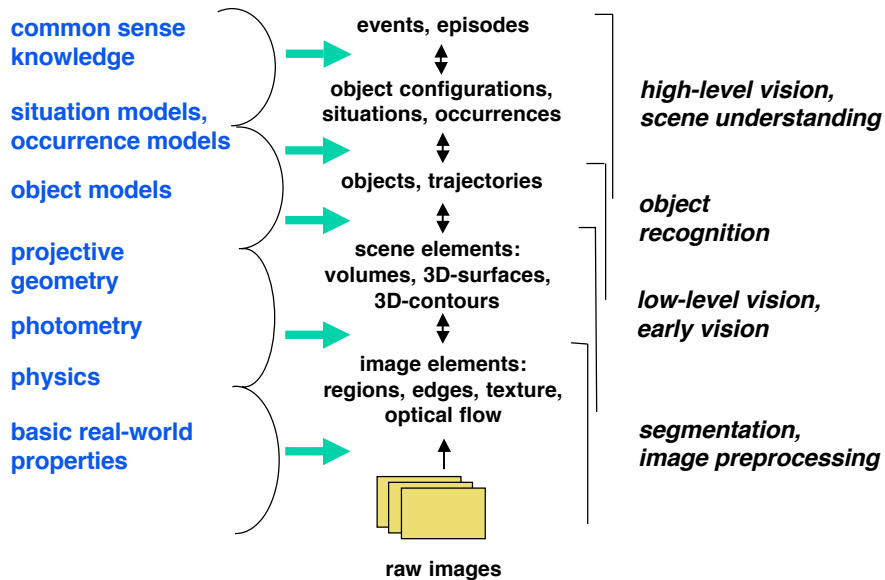 common sense
knowledge
situation models,
occurrence models
object models
projective
geometry
photometry
physics
basic real-world
properties
events, episodes
object configurations,
situations, occurrences
objects, trajectories
scene elements:
volumes, 3D-surfaces,
3D-contours
image elements:
regions, edges, texture,
optical flow
raw images
high-level vision,
scene understanding
object
recognition
low-level vision,
early vision
segmentation,
image preprocessing